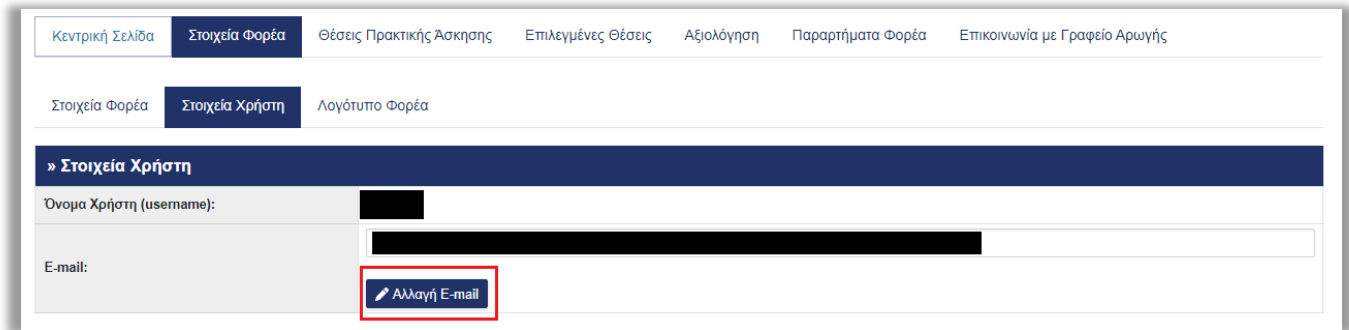 Κεντρική Σελίδα Στοιχεία Φορέα Θέσεις Πρακτικής Άσκησης Επιλεγμένες Θέσεις Αξιολόγηση Παραρτήματα Φορέα Επικοινωνία με Γραφείο Αρωγής
Στοιχεία Φορέα Στοιχεία Χρήστη Λογότυπο Φορέα
» Στοιχεία Χρήστη
Όνομα Χρήστη (username):
E-mail:
Αλλαγή E-mail